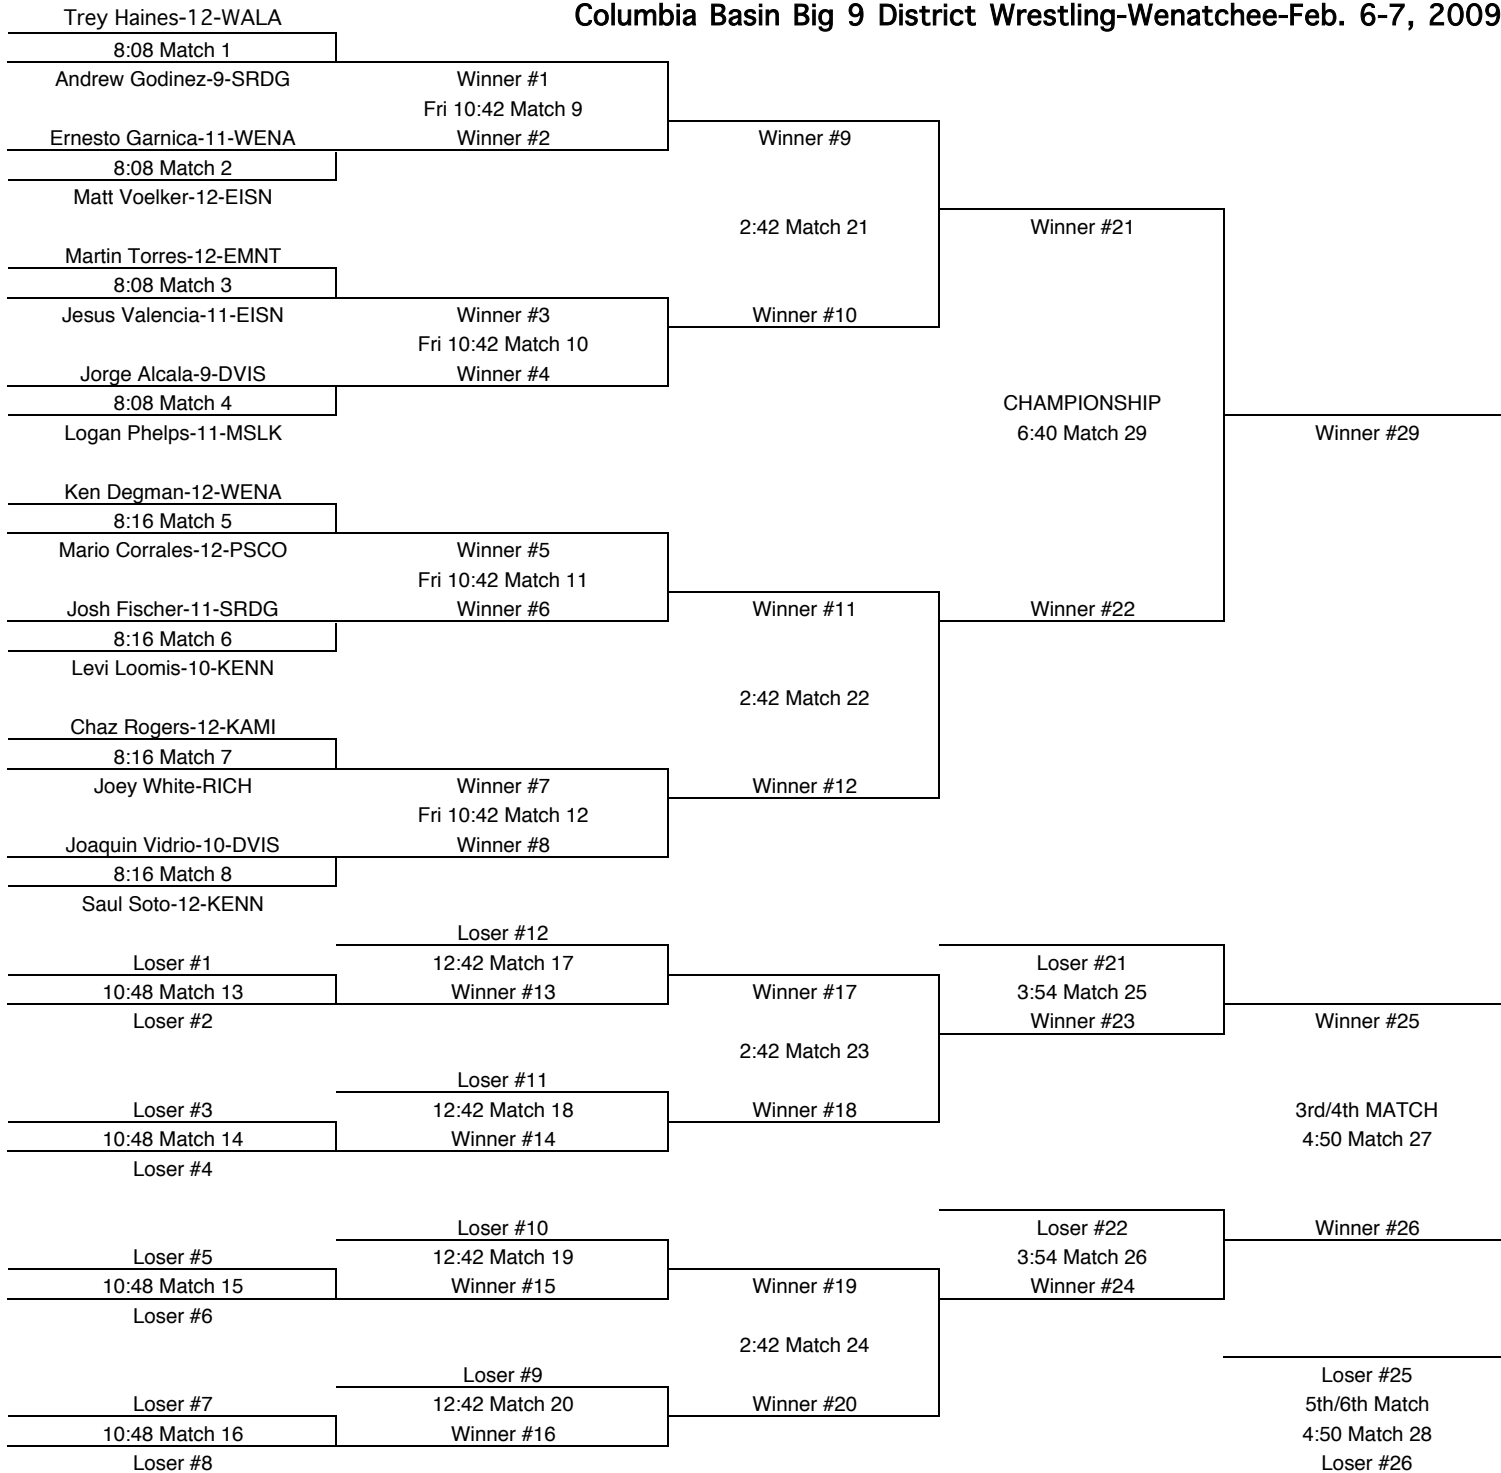 Columbia Basin Big 9 District Wrestling-Wenatchee-Feb. 6-7, 2009
Trey Haines-12-WALA
8:08 Match 1
Andrew Godinez-9-SRDG
Ernesto Garnica-11-WENA
8:08 Match 2
Matt Voelker-12-EISN
Martin Torres-12-EMNT
8:08 Match 3
Jesus Valencia-11-EISN
Jorge Alcala-9-DVIS
8:08 Match 4
Logan Phelps-11-MSLK
Ken Degman-12-WENA
8:16 Match 5
Mario Corrales-12-PSCO
Josh Fischer-11-SRDG
8:16 Match 6
Levi Loomis-10-KENN
Chaz Rogers-12-KAMI
8:16 Match 7
Joey White-RICH
Joaquin Vidrio-10-DVIS
8:16 Match 8
Saul Soto-12-KENN
Winner #1
Fri 10:42 Match 9
Winner #2
Winner #3
Fri 10:42 Match 10
Winner #4
Winner #5
Fri 10:42 Match 11
Winner #6
Winner #7
Fri 10:42 Match 12
Winner #8
Winner #9
2:42 Match 21
Winner #10
Winner #11
2:42 Match 22
Winner #12
Winner #21
CHAMPIONSHIP
6:40 Match 29
Winner #22
Winner #29
Loser #1
10:48 Match 13
Loser #2
Loser #3
10:48 Match 14
Loser #4
Loser #5
10:48 Match 15
Loser #6
Loser #7
10:48 Match 16
Loser #8
Loser #12
12:42 Match 17
Winner #13
Loser #11
12:42 Match 18
Winner #14
Loser #10
12:42 Match 19
Winner #15
Loser #9
12:42 Match 20
Winner #16
Winner #17
2:42 Match 23
Winner #18
Winner #19
2:42 Match 24
Winner #20
Loser #21
3:54 Match 25
Winner #23
Loser #22
3:54 Match 26
Winner #24
Winner #25
3rd/4th MATCH
4:50 Match 27
Winner #26
Loser #25
5th/6th Match
4:50 Match 28
Loser #26